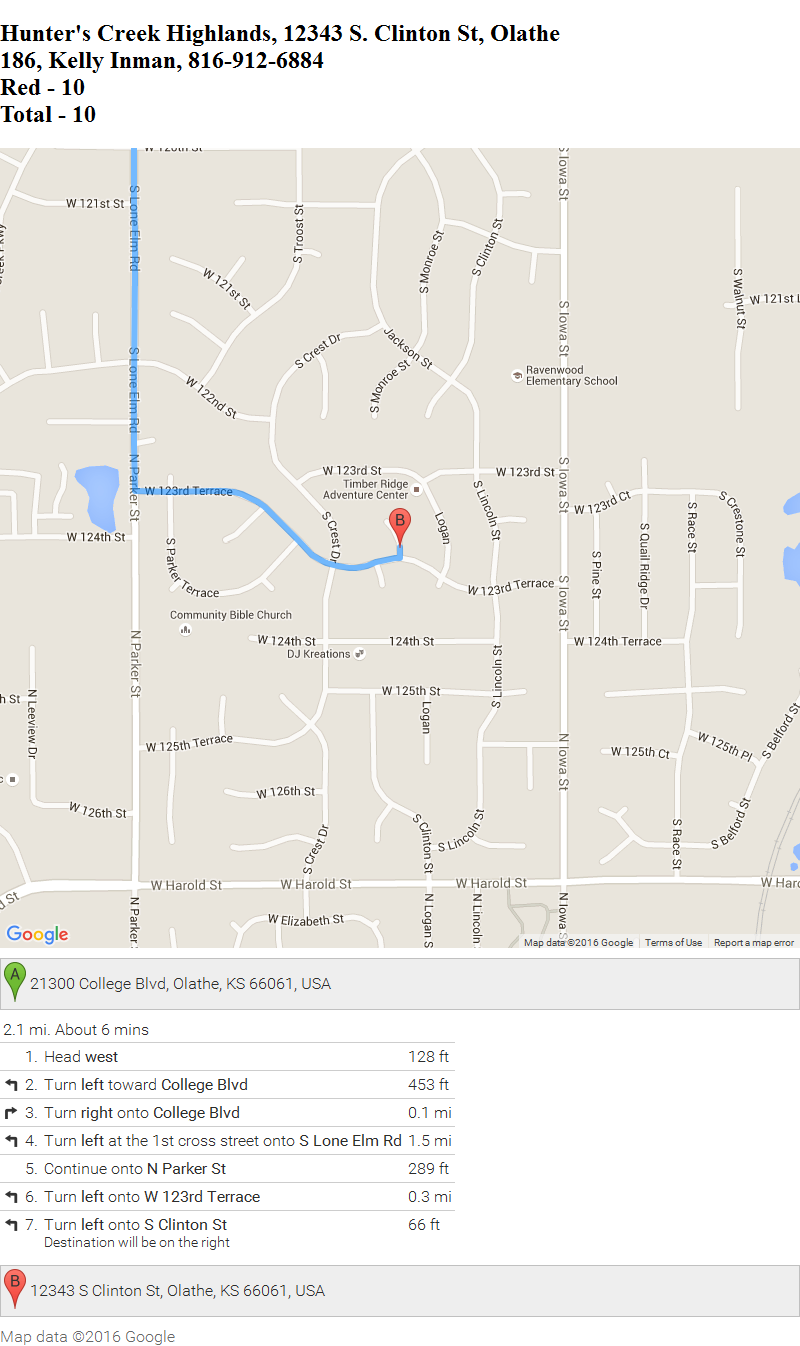 Hunter's Creek Highlands, 12343 S. Clinton St, Olathe
186, Kelly Inman, 816-912-6884
Red - 10
Total - 10
W 120th St
S Iowa St
W 121st St
S Lone Elm Rd
S Troost St
S Monroe St
S Clinton St
W 121st St
S Walnut St
W 121st
S Iowa St
S Crest Dr
Jackson St
S Monroe St
Ravenwood
Elementary School
S Lone Elm Rd
W 122nd St
W 123rd St
W 123rd St
Timber Ridge
Adventure Center
N Parker St
W 123rd Terrace
S Iowa St
W 123rd Ct
S Crestone St
S Lincoln St
Logan
B
S Crest Dr
S Race St
S Quail Ridge Dr
W 124th St
S Parker Terrace
S Pine St
W 123rd Terrace
S Iowa St
Community Bible Church
W 124th St
124th St
W 124th Terrace
DJ Kreations
N Parker St
S Lincoln St
W 125th St
Logan
h St
N Leeview Dr
S Belford St
W 125th Terrace
N Iowa St
W 125th Ct
W 125th Pl
W 126th St
W 126th St
S Crest Dr
S Clinton St
S Lincoln St
S Race St
S Belford St
W Harold St
W Harold St
W Harold St
W Harc
d St
N Parker
W Elizabeth St
N Logan S
N Lincoln
N Iowa S
Google
Map data ©2016 Google
Terms of Use
Report a map error
A
21300 College Blvd, Olathe, KS 66061, USA
2.1 mi. About 6 mins
1. Head west 128 ft
2. Turn left toward College Blvd 453 ft
3. Turn right onto College Blvd 0.1 mi
4. Turn left at the 1st cross street onto S Lone Elm Rd 1.5 mi
5. Continue onto N Parker St 289 ft
6. Turn left onto W 123rd Terrace 0.3 mi
7. Turn left onto S Clinton St 66 ft
Destination will be on the right
B
12343 S Clinton St, Olathe, KS 66061, USA
Map data ©2016 Google